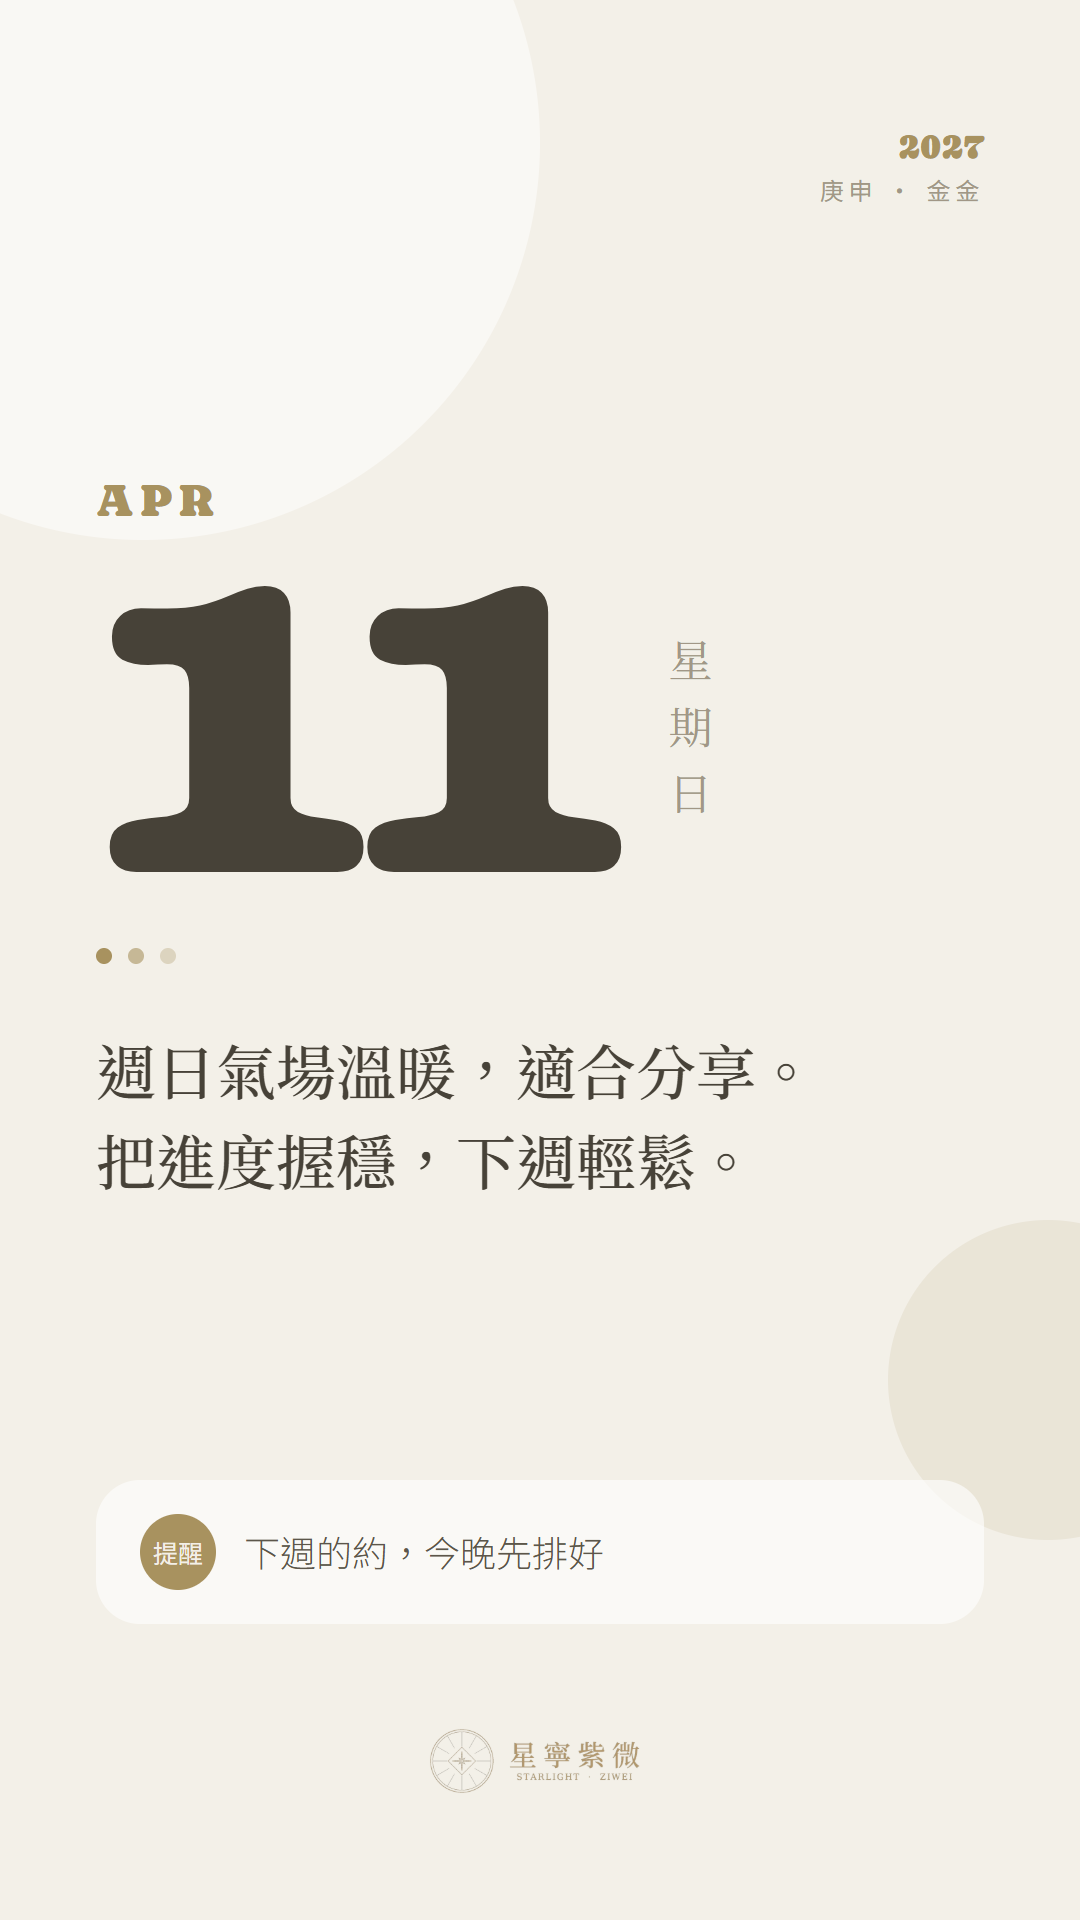 2027
庚申 · 金金
APR
11
星期日
週日氣場溫暖，適合分享。
把進度握穩，下週輕鬆。
提醒
下週的約，今晚先排好
星寧紫微
STARLIGHT · ZIWEI